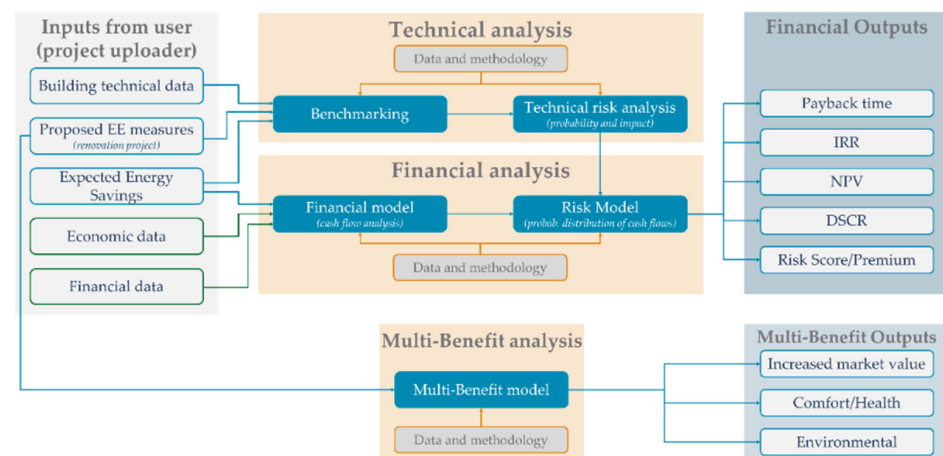 Inputs from user
(project uploader)
Building technical data
Proposed EE measures
(renovation project)
Expected Energy
Savings
Economic data
Financial data
Technical analysis
Data and methodology
Benchmarking
Technical risk analysis
(probability and impact)
Financial analysis
Financial model
(cash flow analysis)
Risk Model
(probab. distribution of cash flows)
Data and methodology
Financial Outputs
Payback time
IRR
NPV
DSCR
Risk Score/Premium
Multi-Benefit analysis
Multi-Benefit model
Data and methodology
Multi-Benefit Outputs
Increased market value
Comfort/Health
Environmental